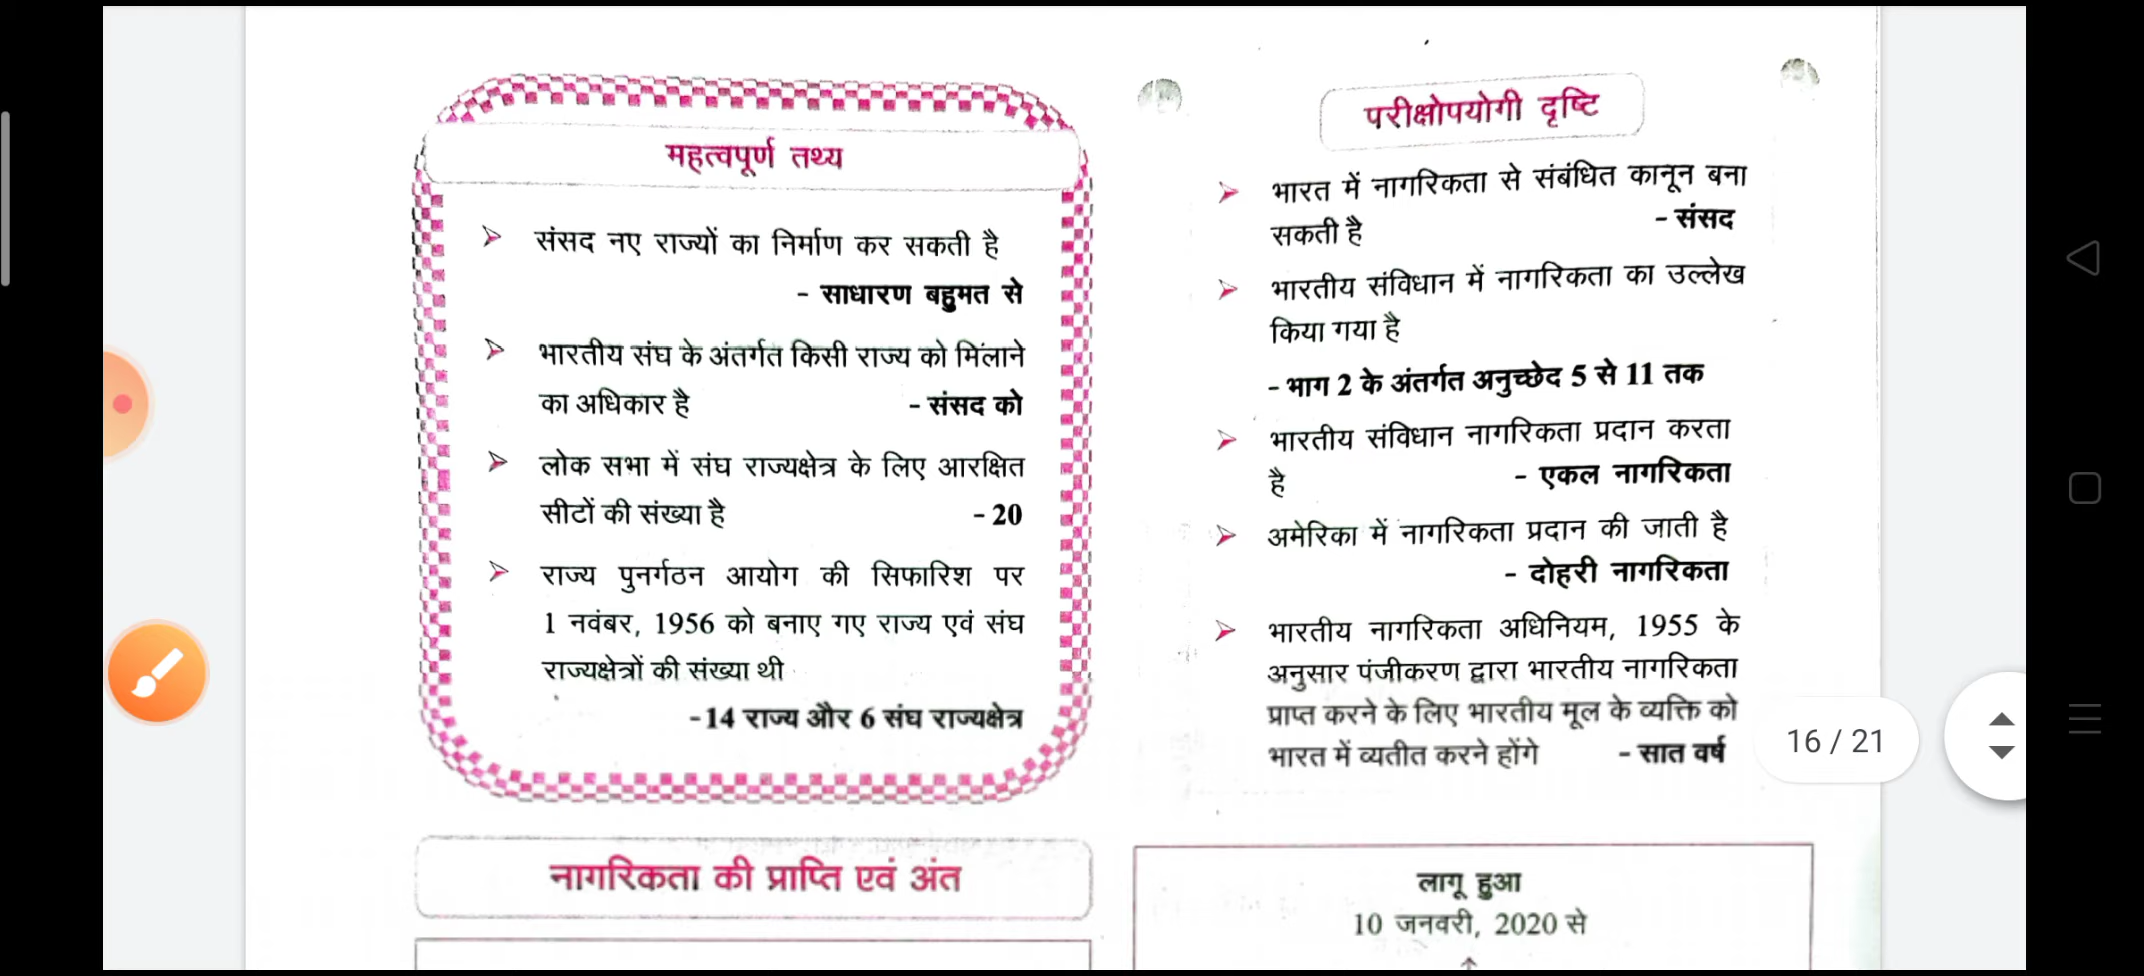 महत्वपूर्ण तथ्य
संसद नए राज्यों का निर्माण कर सकती है
- साधारण बहुमत से
भारतीय संघ के अंतर्गत किसी राज्य को मिलाने
का अधिकार है - संसद को
लोक सभा में संघ राज्यक्षेत्र के लिए आरक्षित
सीटों की संख्या है - 20
राज्य पुनर्गठन आयोग की सिफारिश पर
1 नवंबर, 1956 को बनाए गए राज्य एवं संघ
राज्यक्षेत्रों की संख्या थी
-14 राज्य और 6 संघ राज्यक्षेत्र
नागरिकता की प्राप्ति एवं अंत
परीक्षोपयोगी दृष्टि
भारत में नागरिकता से संबंधित कानून बना
सकती है - संसद
भारतीय संविधान में नागरिकता का उल्लेख
किया गया है
- भाग 2 के अंतर्गत अनुच्छेद 5 से 11 तक
भारतीय संविधान नागरिकता प्रदान करता
है - एकल नागरिकता
अमेरिका में नागरिकता प्रदान की जाती है
- दोहरी नागरिकता
भारतीय नागरिकता अधिनियम, 1955 के
अनुसार पंजीकरण द्वारा भारतीय नागरिकता
प्राप्त करने के लिए भारतीय मूल के व्यक्ति को
भारत में व्यतीत करने होंगे - सात वर्ष
लागू हुआ
10 जनवरी, 2020 से
16 / 21